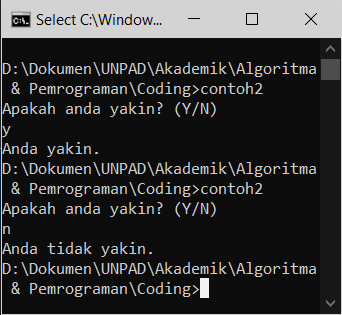 Select C:\Window...
D:\Dokumen\UNPAD\Akademik\Algoritma
 & Pemrograman\Coding>contoh2
Apakah anda yakin? (Y/N)
y
Anda yakin.
D:\Dokumen\UNPAD\Akademik\Algoritma
 & Pemrograman\Coding>contoh2
Apakah anda yakin? (Y/N)
n
Anda tidak yakin.
D:\Dokumen\UNPAD\Akademik\Algoritma
 & Pemrograman\Coding>